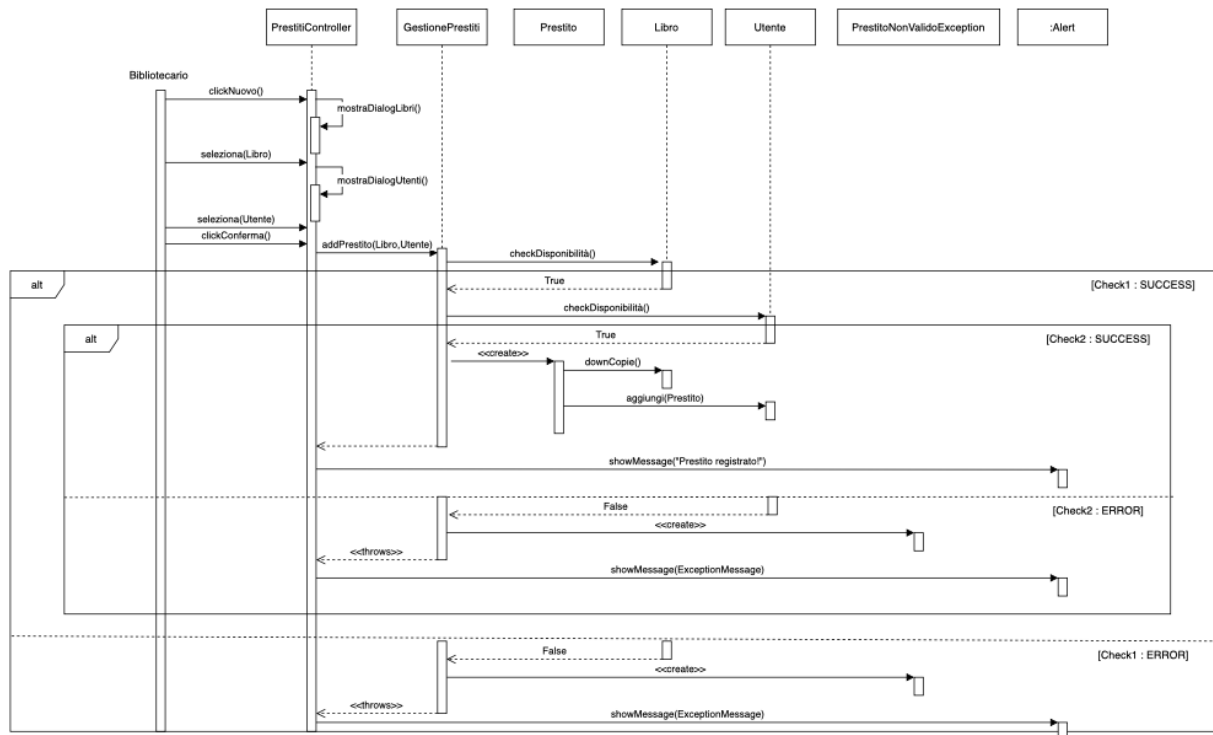 PrestitiController
GestionePrestiti
Prestito
Libro
Utente
PrestitoNonValidoException
:Alert
Bibliotecario
clickNuovo()
mostraDialogLibri()
seleziona(Libro)
mostraDialogUtenti()
seleziona(Utente)
clickConferma()
addPrestito(Libro,Utente)
checkDisponibilità()
alt
[Check1 : SUCCESS]
True
checkDisponibilità()
alt
[Check2 : SUCCESS]
True
<<create>>
downCopie()
aggiungi(Prestito)
showMessage("Prestito registrato!")
False
[Check2 : ERROR]
<<create>>
<<throws>>
showMessage(ExceptionMessage)
False
[Check1 : ERROR]
<<create>>
<<throws>>
showMessage(ExceptionMessage)